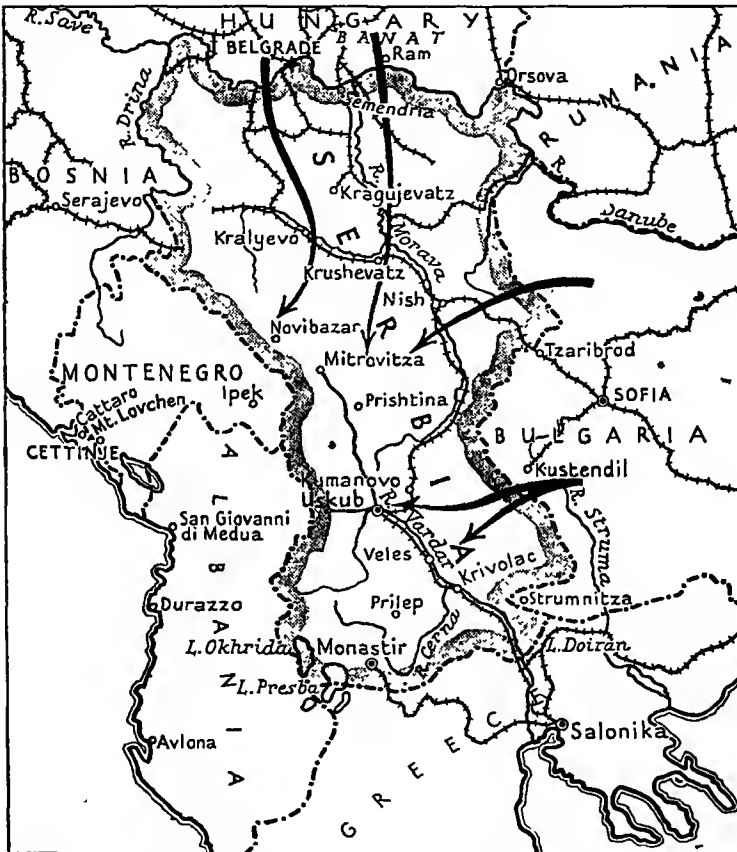 HUNGARY
R. Save
BELGRADE
BANAT
Ram
Orsova
RUMANIA
R. Drina
Semendria
BOSNIA
Serajevo
SERBIA
Kragujevatz
R. Morava
R. Danube
Kralyevo
Krushevatz
Nish
Novibazar
Mitrovitza
Tzaribrod
MONTENEGRO
Ipek
Prishtina
SOFIA
Cattaro
Mt. Lovchen
CETTINJE
BULGARIA
ALBANIA
Kumanovo
Kustendil
Uskub
R. Vardar
R. Struma
San Giovanni
di Medua
Veles
Krivolac
Durazzo
Prilep
Strumnitza
R. Cerna
L. Okhrida
Monastir
L. Doiran
L. Presba
Avlona
Salonika
GREECE